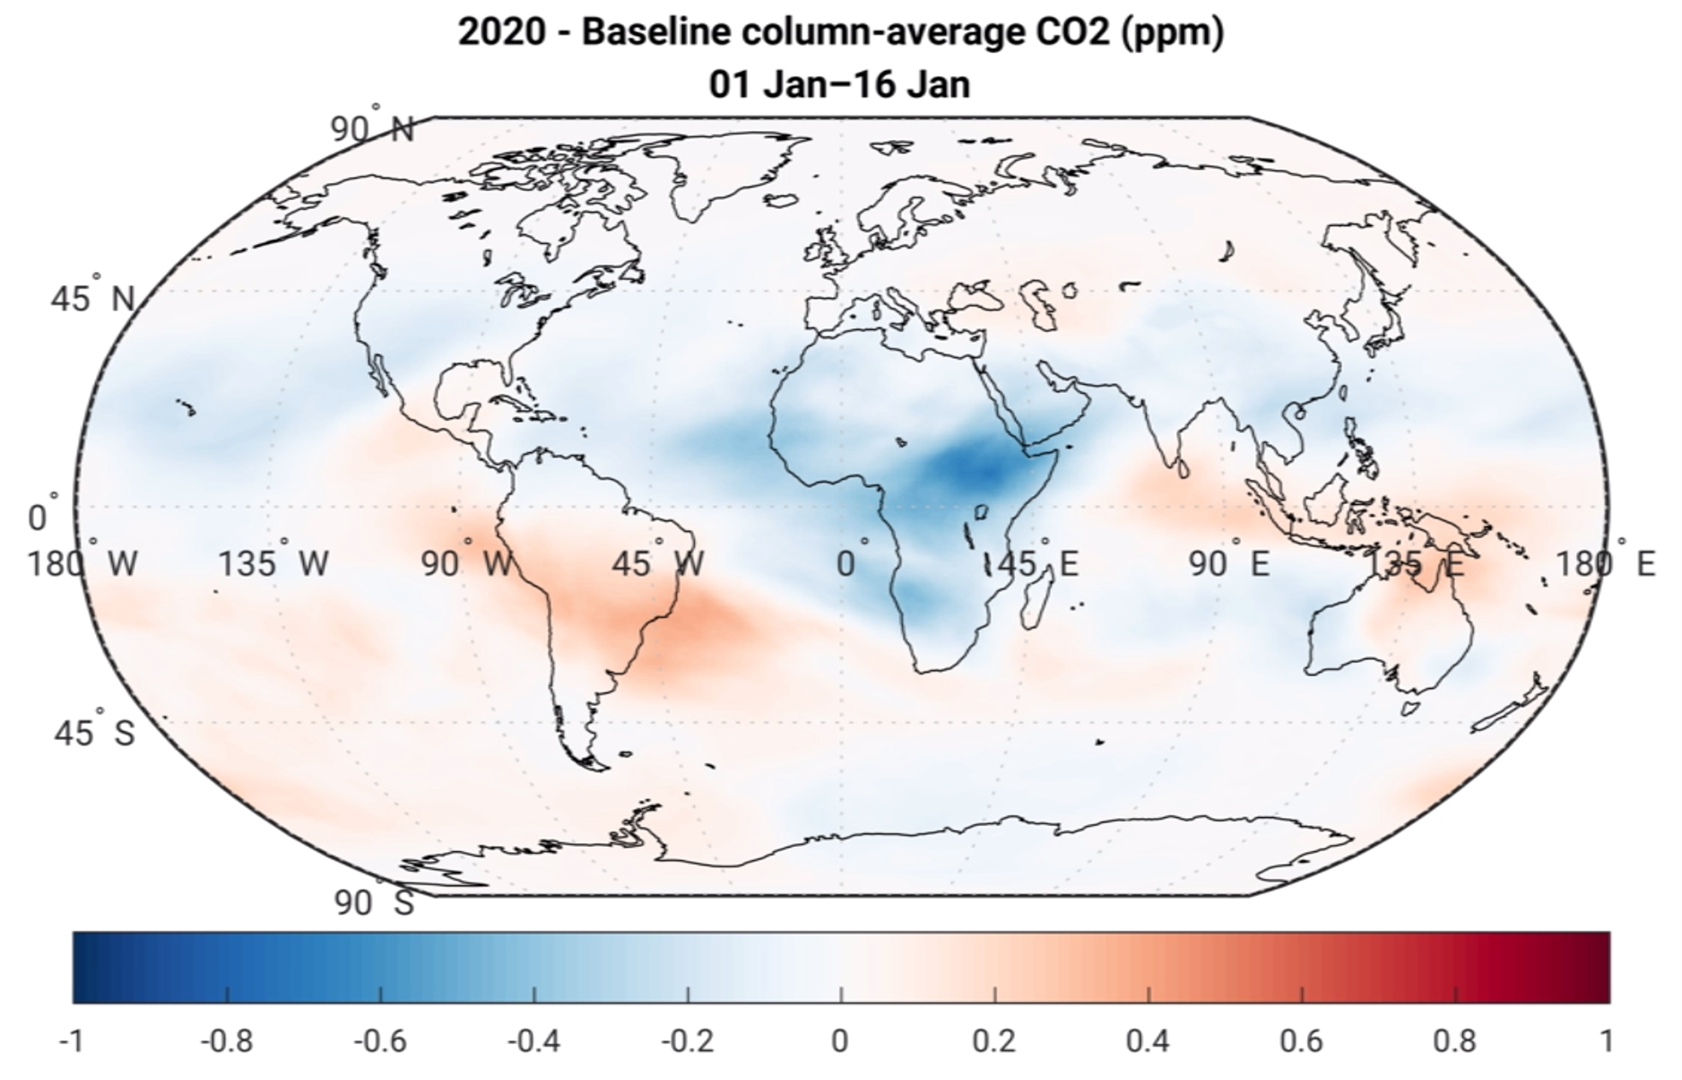 2020 - Baseline column-average CO2 (ppm)
01 Jan–16 Jan
90° N
45° N
0°
180° W 135° W 90° W 45° W 0° 45° E 90° E 135° E 180° E
45° S
90° S
-1 -0.8 -0.6 -0.4 -0.2 0 0.2 0.4 0.6 0.8 1